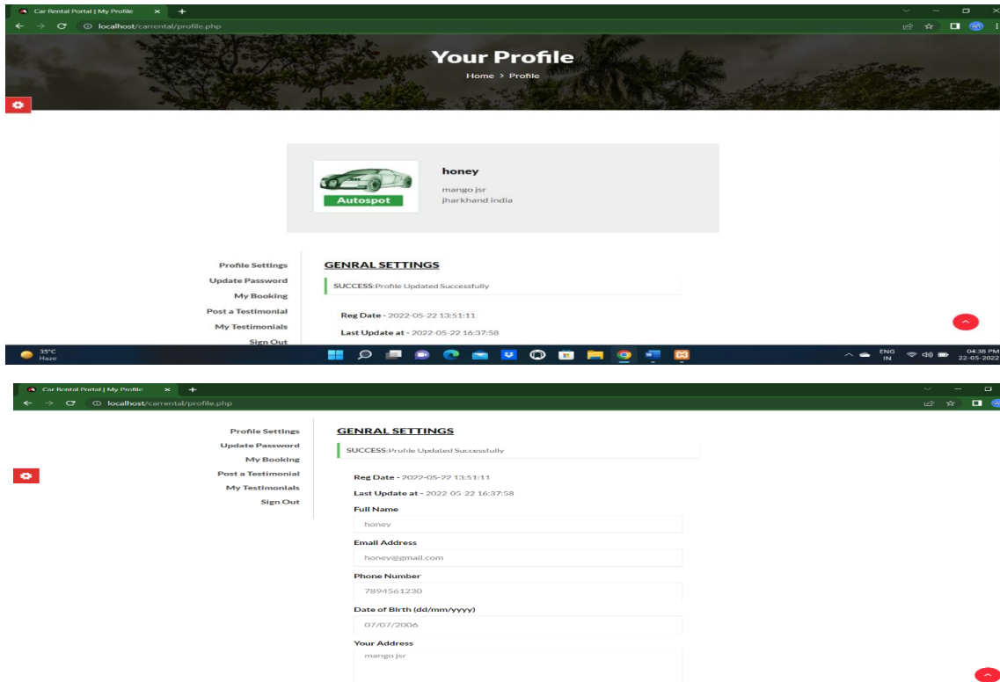 Car Rental Portal | My Profile
localhost/carrental/profile.php
Your Profile
Home > Profile
Autospot
honey
mango jsr
jharkhand india
Profile Settings
Update Password
My Booking
Post a Testimonial
My Testimonials
Sign Out
GENRAL SETTINGS
SUCCESS:Profile Updated Successfully
Reg Date - 2022-05-22 13:51:11
Last Update at - 2022-05-22 16:37:58
35°C
Haze
ENG
IN
04:38 PM
22-05-2022
Car Rental Portal | My Profile
localhost/carrental/profile.php
Profile Settings
Update Password
My Booking
Post a Testimonial
My Testimonials
Sign Out
GENRAL SETTINGS
SUCCESS:Profile Updated Successfully
Reg Date - 2022-05-22 13:51:11
Last Update at - 2022-05-22 16:37:58
Full Name
honey
Email Address
honey@gmail.com
Phone Number
7894561230
Date of Birth (dd/mm/yyyy)
07/07/2006
Your Address
mango jsr